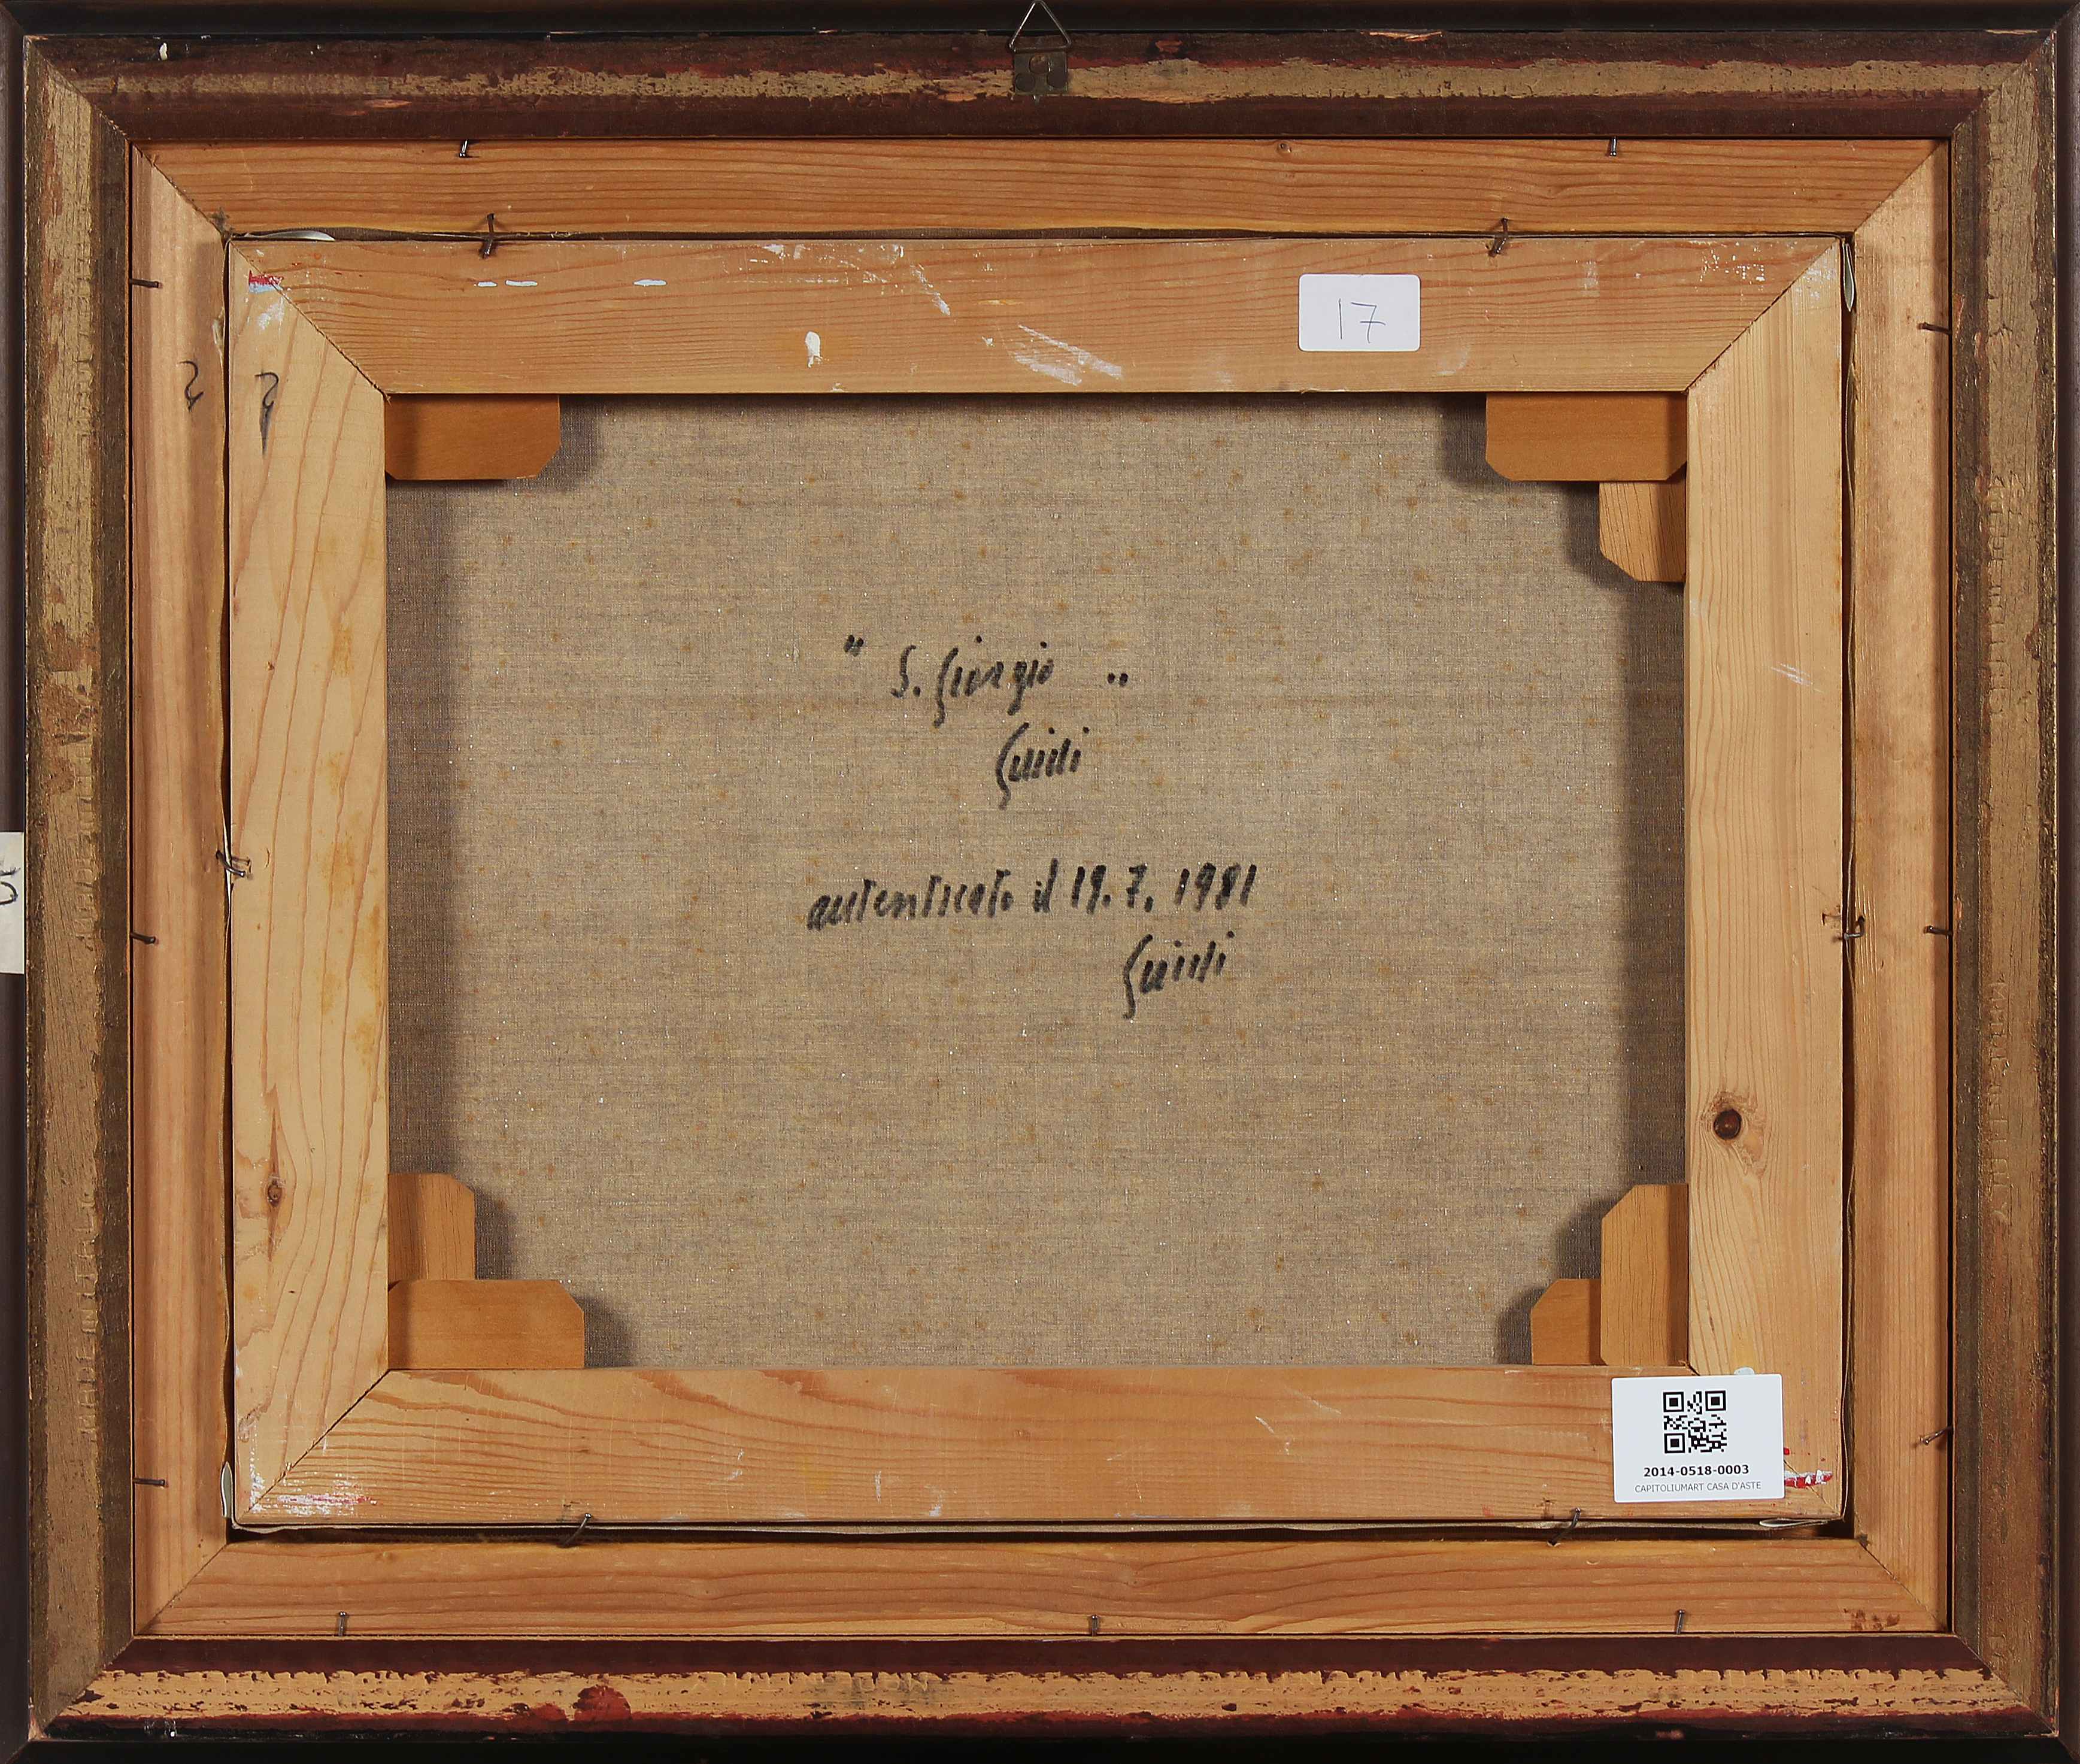 17
" S. Giorgio "
Guidi
autenticato il 19.7.1981
Guidi
2014-0518-0003
CAPITOLIUMART CASA D'ASTE